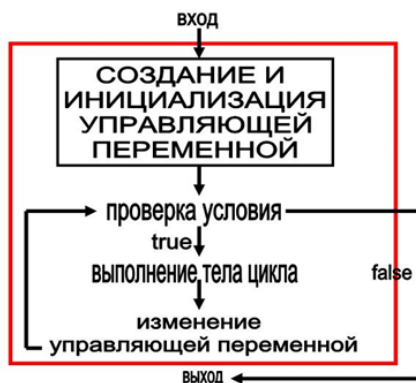 вход
СОЗДАНИЕ И
ИНИЦИАЛИЗАЦИЯ
УПРАВЛЯЮЩЕЙ
ПЕРЕМЕННОЙ
проверка условия
true
выполнение тела цикла
false
изменение
управляющей переменной
выход